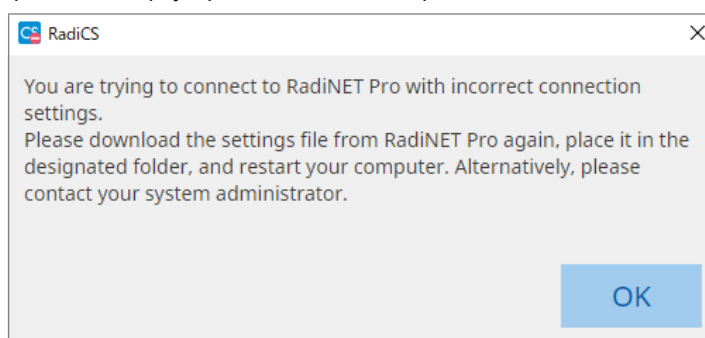 RadiCS
You are trying to connect to RadiNET Pro with incorrect connection
settings.
Please download the settings file from RadiNET Pro again, place it in the
designated folder, and restart your computer. Alternatively, please
contact your system administrator.
OK